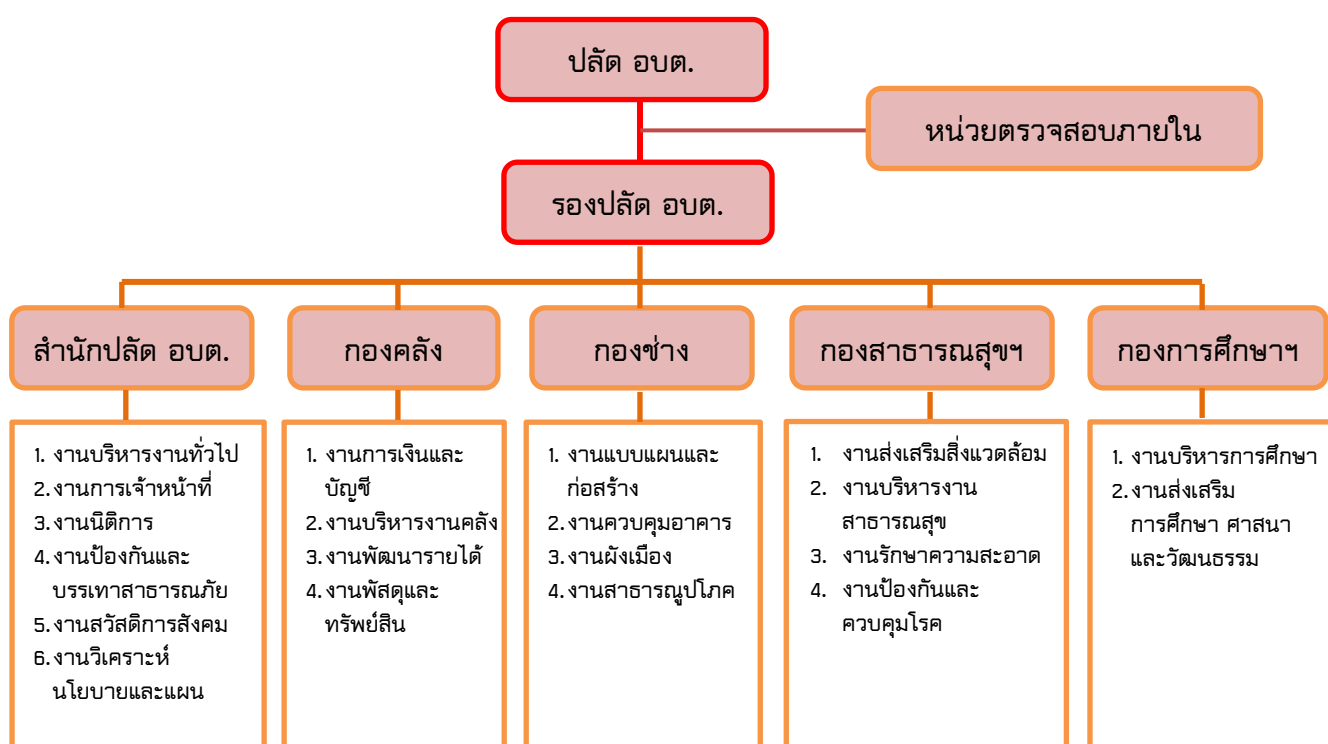 ปลัด อบต.
หน่วยตรวจสอบภายใน
รองปลัด อบต.
สำนักปลัด อบต.
กองคลัง
กองช่าง
กองสาธารณสุขฯ
กองการศึกษาฯ
1. งานบริหารงานทั่วไป
2. งานการเจ้าหน้าที่
3. งานนิติการ
4. งานป้องกันและ
บรรเทาสาธารณภัย
5. งานสวัสดิการสังคม
6. งานวิเคราะห์
นโยบายและแผน
1. งานการเงินและ
บัญชี
2. งานบริหารงานคลัง
3. งานพัฒนารายได้
4. งานพัสดุและ
ทรัพย์สิน
1. งานแบบแผนและ
ก่อสร้าง
2. งานควบคุมอาคาร
3. งานผังเมือง
4. งานสาธารณูปโภค
1. งานส่งเสริมสิ่งแวดล้อม
2. งานบริหารงาน
สาธารณสุข
3. งานรักษาความสะอาด
4. งานป้องกันและ
ควบคุมโรค
1. งานบริหารการศึกษา
2. งานส่งเสริม
การศึกษา ศาสนา
และวัฒนธรรม